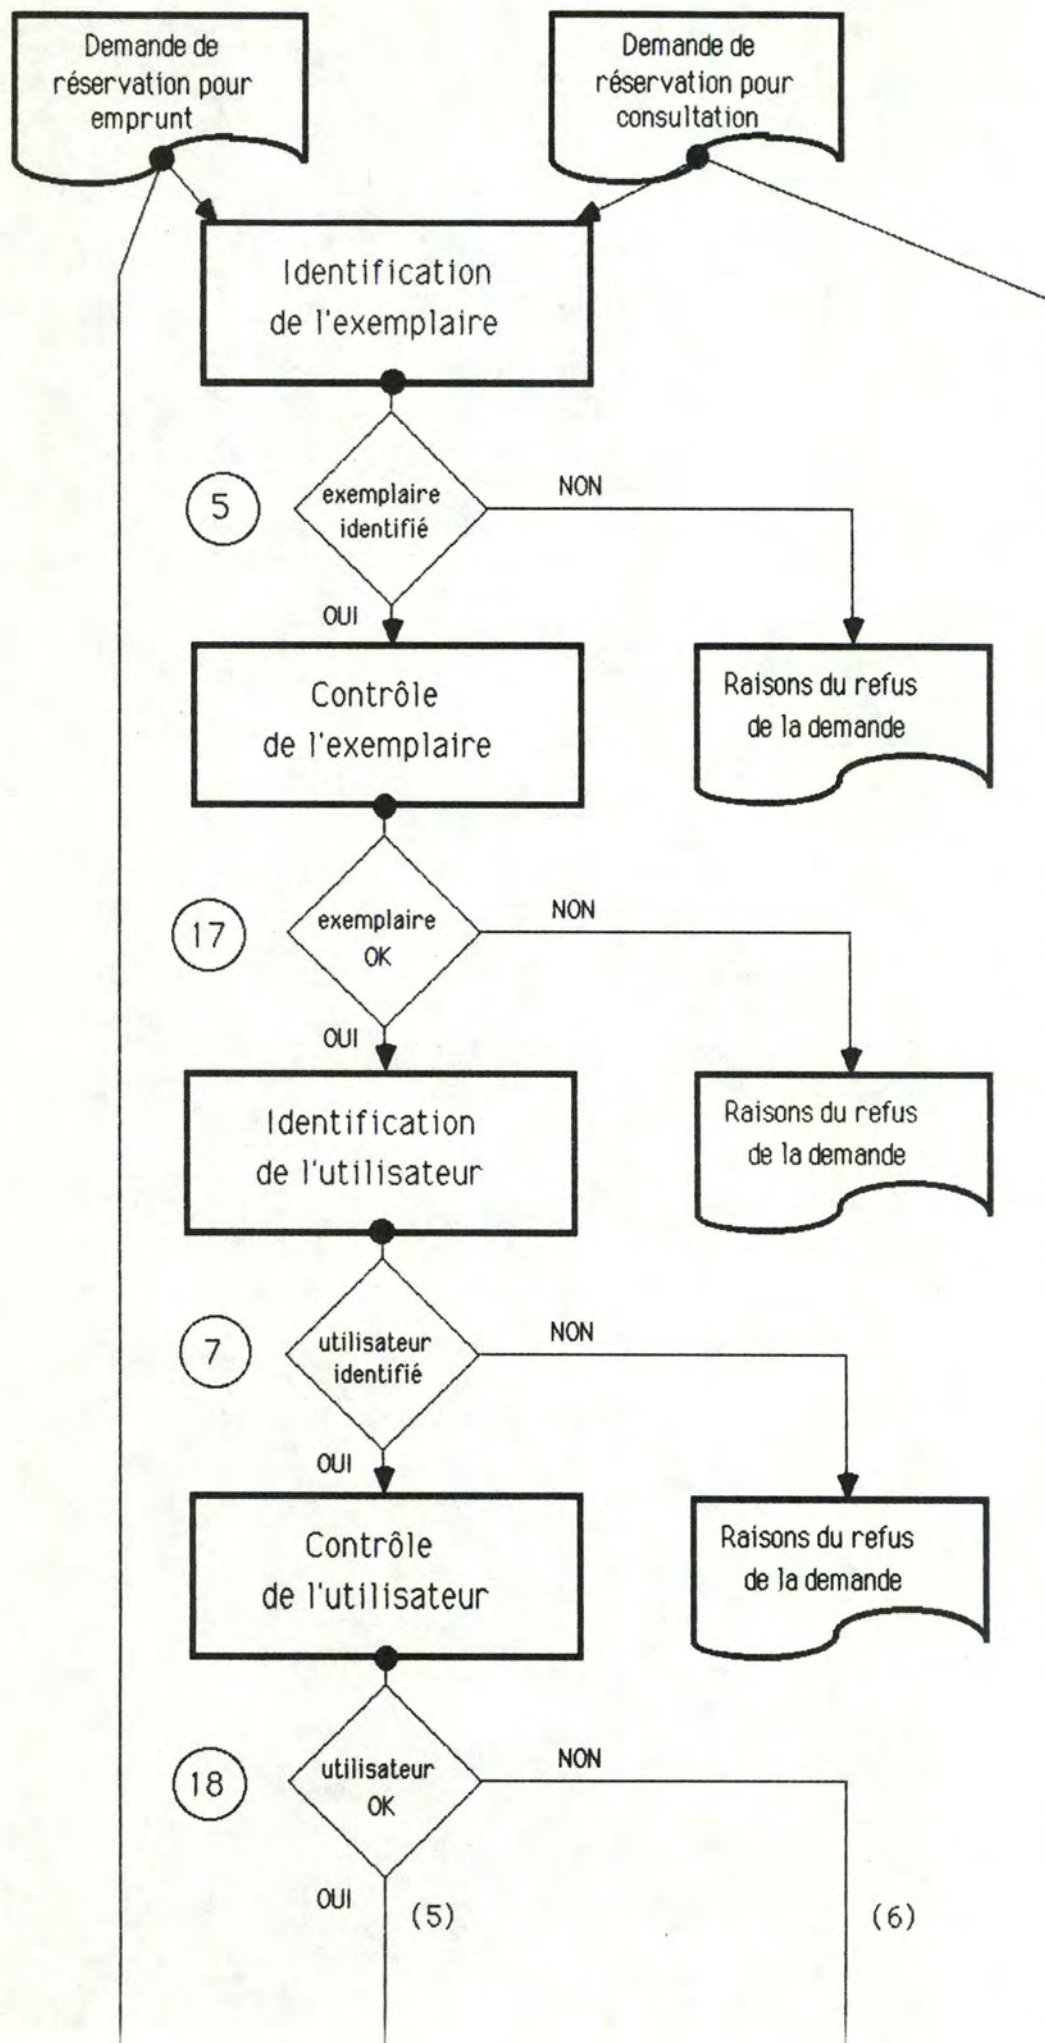 Demande de
réservation pour
emprunt
Demande de
réservation pour
consultation
Identification
de l'exemplaire
5
exemplaire
identifié
NON
OUI
Contrôle
de l'exemplaire
Raisons du refus
de la demande
17
exemplaire
OK
NON
OUI
Identification
de l'utilisateur
Raisons du refus
de la demande
7
utilisateur
identifié
NON
OUI
Contrôle
de l'utilisateur
Raisons du refus
de la demande
18
utilisateur
OK
NON
OUI
(5)
(6)